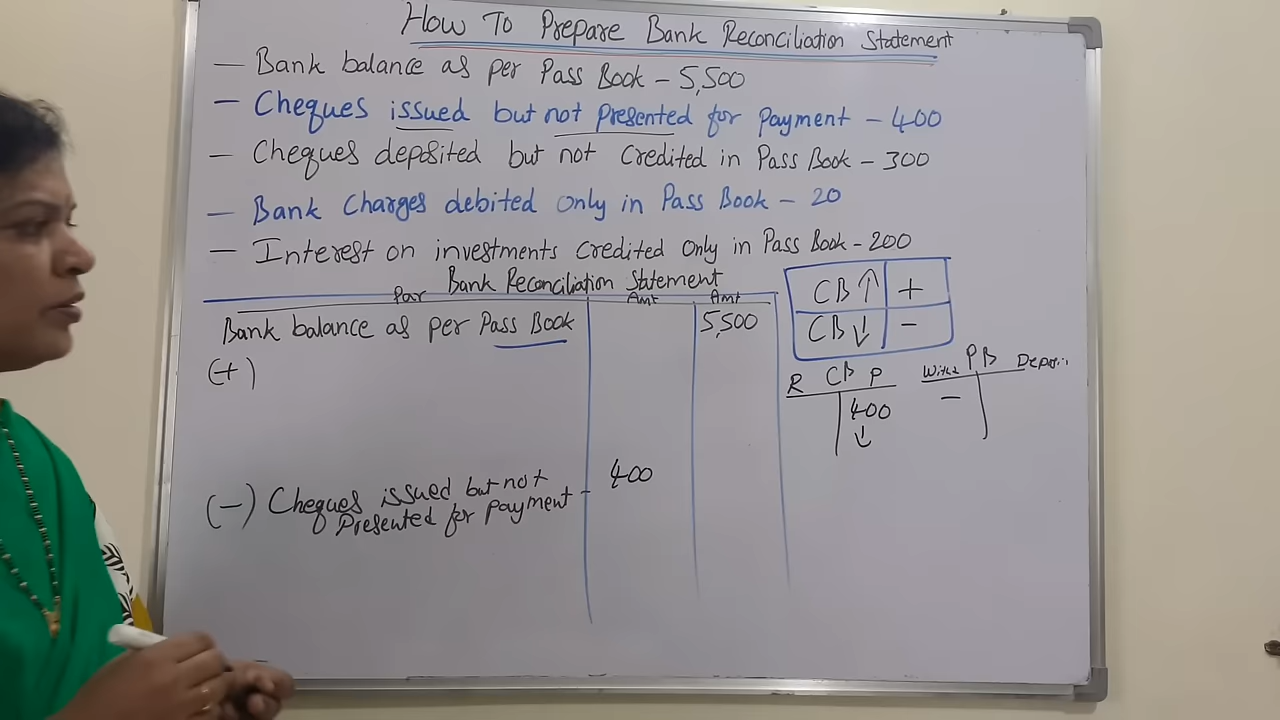 How To Prepare Bank Reconciliation Statement
- Bank balance as per Pass Book - 5,500
- Cheques issued but not presented for payment - 400
- Cheques deposited but not credited in Pass Book - 300
- Bank Charges debited only in Pass Book - 20
- Interest on investments credited only in Pass Book - 200
Bank Reconciliation Statement
Par Amt Amt
Bank balance as per Pass Book 5,500
(+)
(-) Cheques issued but not 400
Presented for payment -
CB ↑ +
CB ↓ -
R CB P
400
↓
PB
-